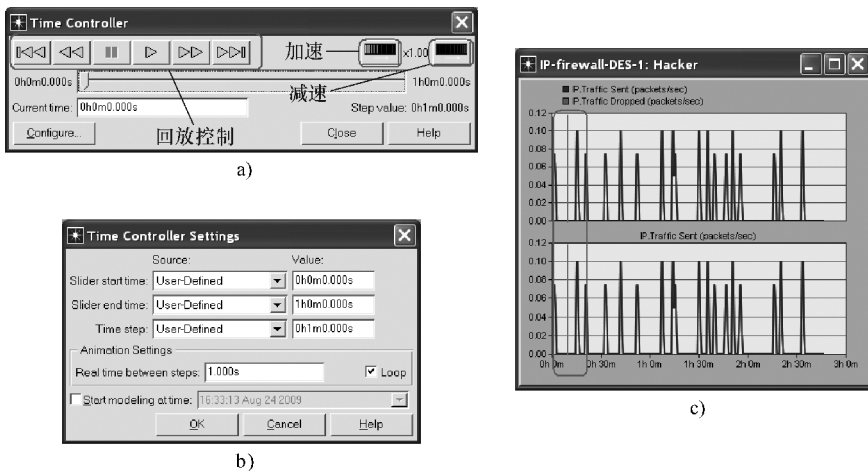 Time Controller
加速
x1.00
0h0m0.000s
1h0m0.000s
减速
Current time: 0h0m0.000s
Step value: 0h1m0.000s
Configure...
回放控制
Close
Help
a)
Time Controller Settings
Source:
Value:
Slider start time: User-Defined 0h0m0.000s
Slider end time: User-Defined 1h0m0.000s
Time step: User-Defined 0h1m0.000s
Animation Settings
Real time between steps: 1.000s
Loop
Start modeling at time: 16:33:13 Aug 24 2009
OK
Cancel
Help
b)
IP-firewall-DES-1: Hacker
IP.Traffic Sent (packets/sec)
IP.Traffic Dropped (packets/sec)
0.12
0.10
0.08
0.06
0.04
0.02
0.00
IP.Traffic Sent (packets/sec)
0.12
0.10
0.08
0.06
0.04
0.02
0.00
0h 0m
0h 30m
1h 0m
1h 30m
2h 0m
2h 30m
3h 0m
c)